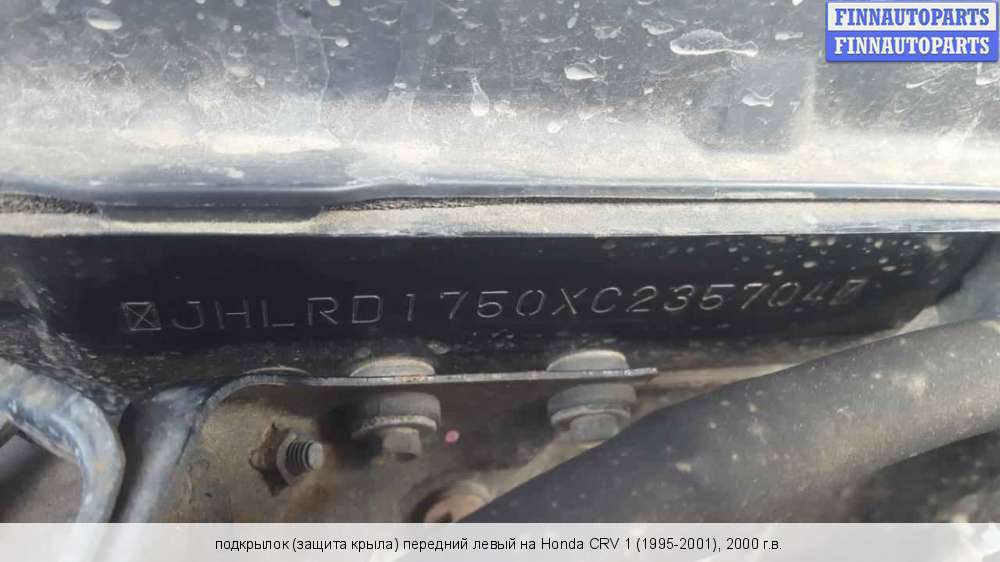 FINNAUTOPARTS
FINNAUTOPARTS
JHLRD1750XC235704
подкрылок (защита крыла) передний левый на Honda CRV 1 (1995-2001), 2000 г.в.